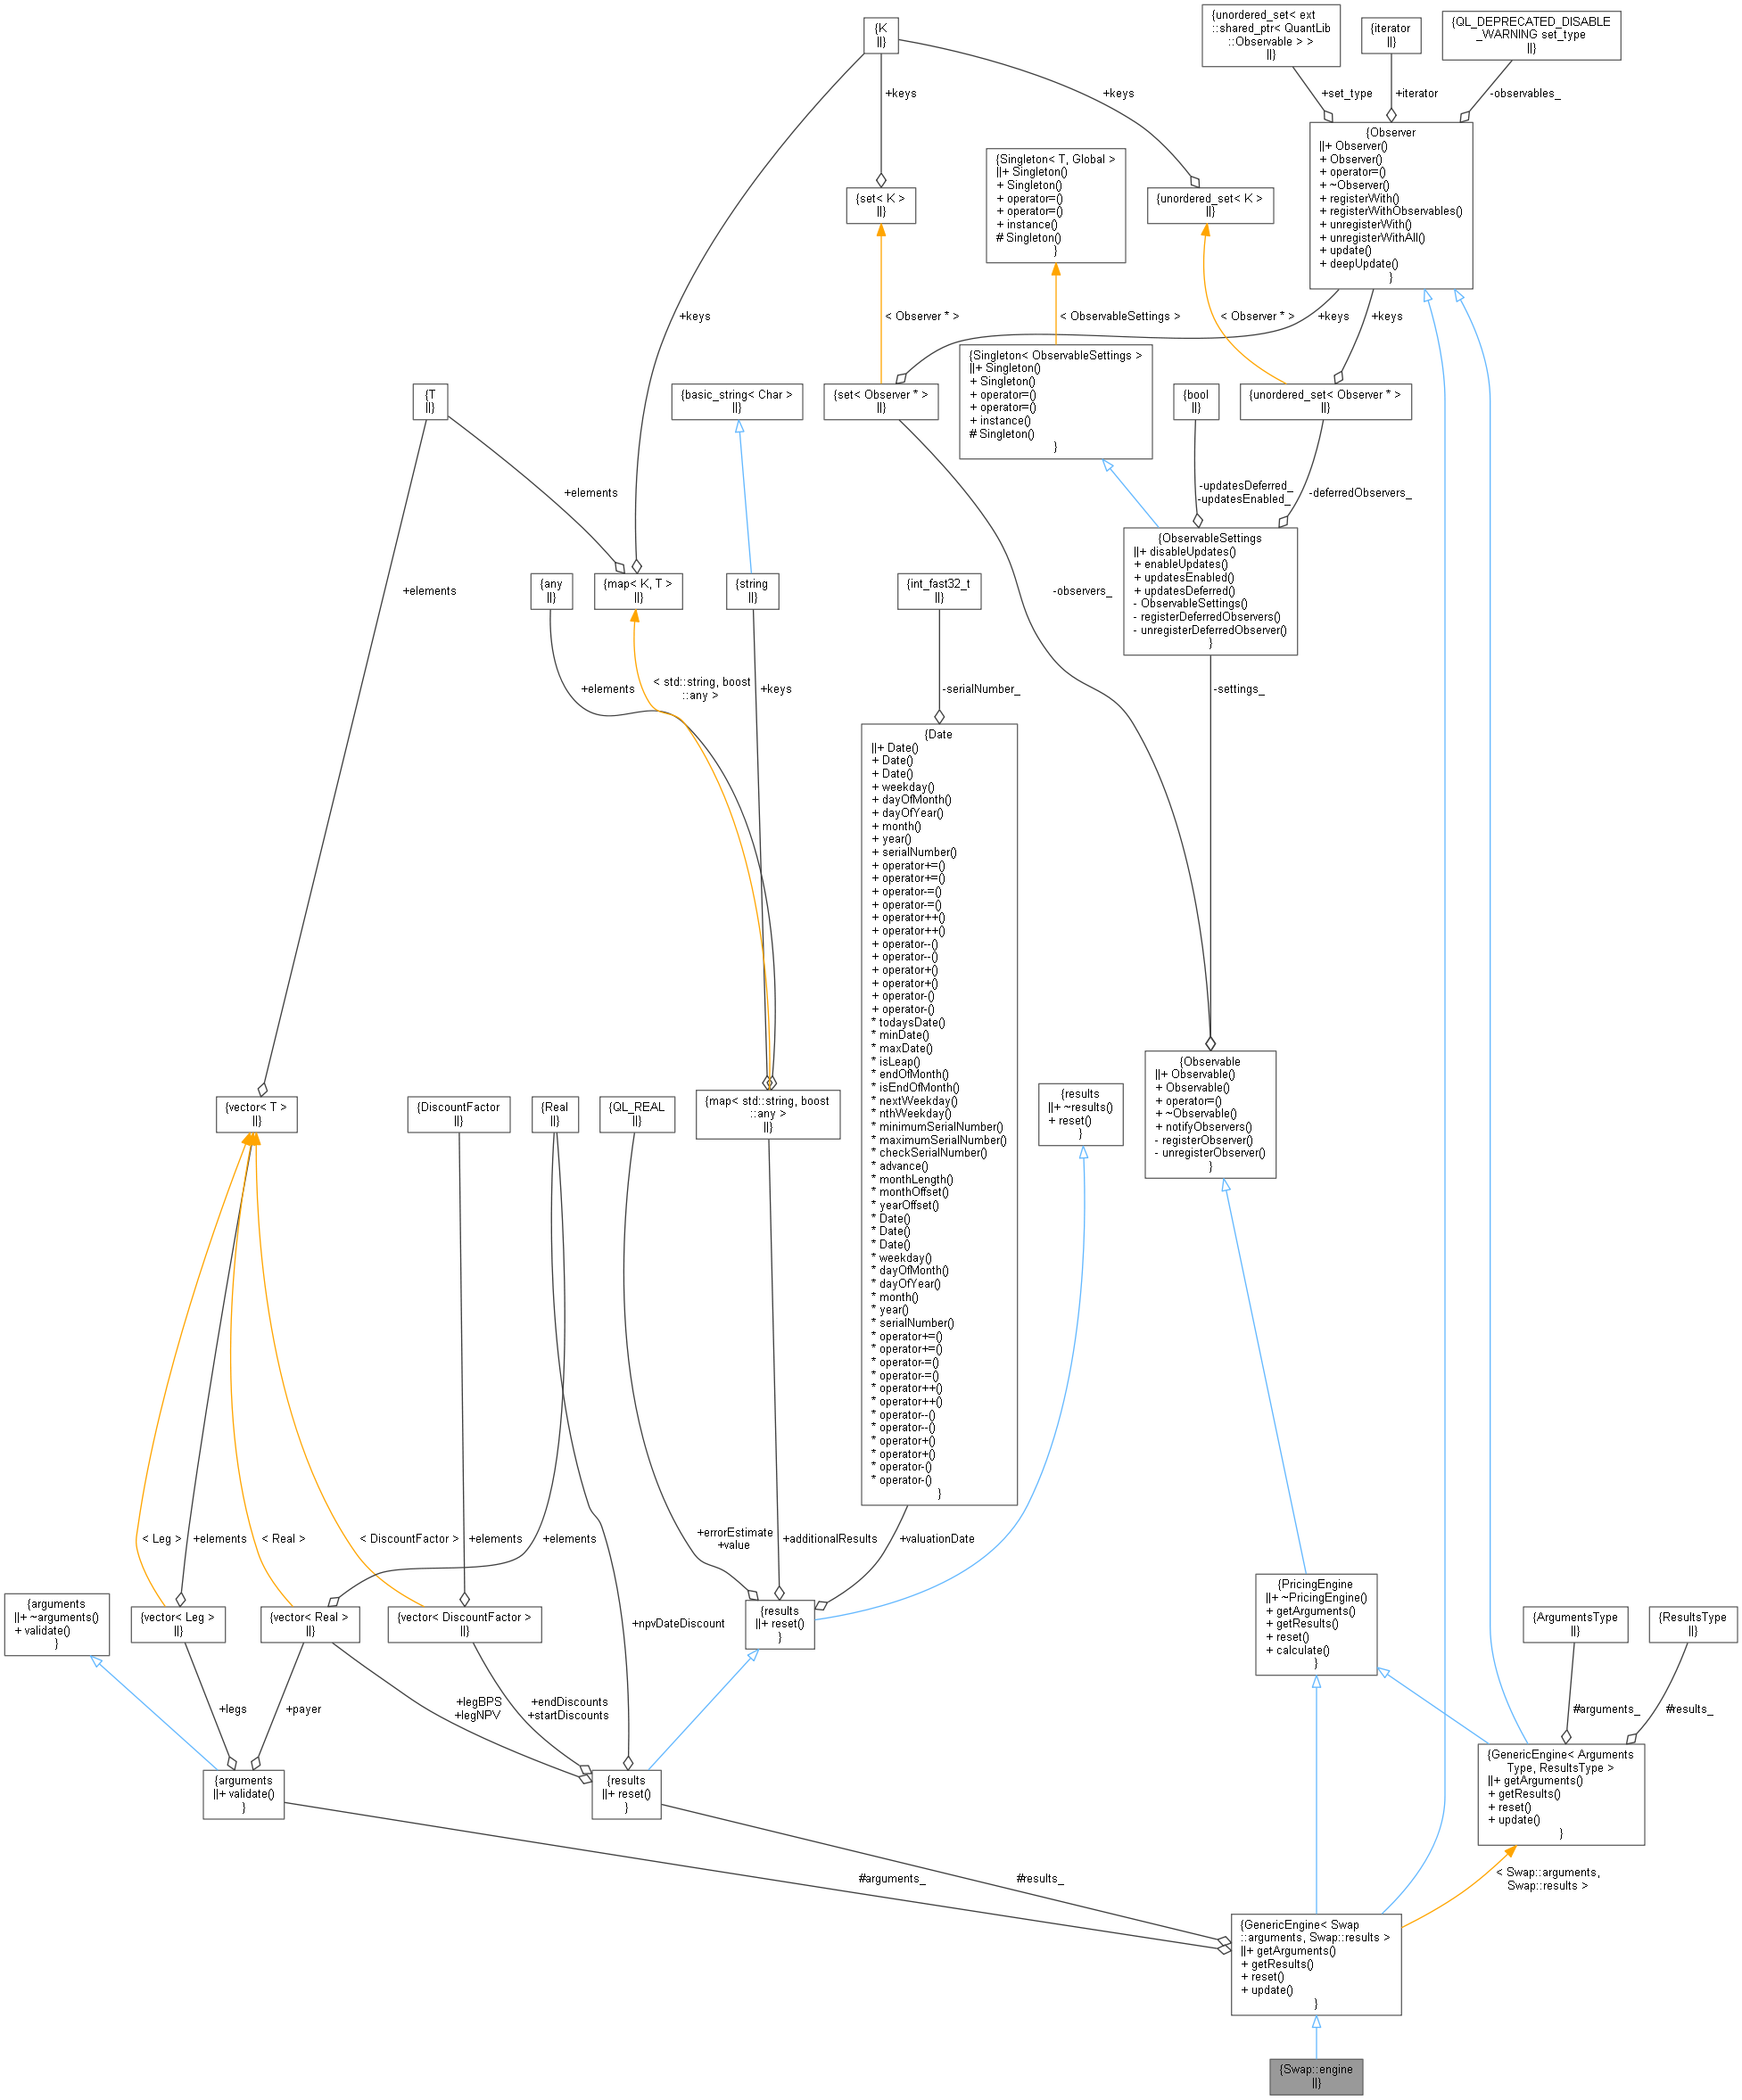 {K
||}
{unordered_set< ext
::shared_ptr< QuantLib
::Observable > >
||}
{iterator
||}
{QL_DEPRECATED_DISABLE
_WARNING set_type
||}
+keys
+keys
+set_type
+iterator
-observables_
{Observer
||+ Observer()
+ Observer()
+ operator=()
+ ~Observer()
+ registerWith()
+ registerWithObservables()
+ unregisterWith()
+ unregisterWithAll()
+ update()
+ deepUpdate()
}
{Singleton< T, Global >
||+ Singleton()
+ Singleton()
+ operator=()
+ operator=()
+ instance()
# Singleton()
}
{set< K >
||}
{unordered_set< K >
||}
+keys
< Observer * >
< ObservableSettings >
< Observer * >
+keys
+keys
{Singleton< ObservableSettings >
||+ Singleton()
+ Singleton()
+ operator=()
+ operator=()
+ instance()
# Singleton()
}
{T
||}
{basic_string< Char >
||}
{set< Observer * >
||}
{bool
||}
{unordered_set< Observer * >
||}
+elements
-updatesDeferred_
-updatesEnabled_
-deferredObservers_
{ObservableSettings
||+ disableUpdates()
+ enableUpdates()
+ updatesEnabled()
+ updatesDeferred()
- ObservableSettings()
- registerDeferredObservers()
- unregisterDeferredObserver()
}
+elements
{any
||}
{map< K, T >
||}
{string
||}
{int_fast32_t
||}
-observers_
+elements
< std::string, boost
::any >
+keys
-serialNumber_
-settings_
{Date
||+ Date()
+ Date()
+ Date()
+ weekday()
+ dayOfMonth()
+ dayOfYear()
+ month()
+ year()
+ serialNumber()
+ operator+=()
+ operator+=()
+ operator-=()
+ operator-=()
+ operator++()
+ operator++()
+ operator--()
+ operator--()
+ operator+()
+ operator+()
+ operator-()
+ operator-()
* todaysDate()
* minDate()
* maxDate()
* isLeap()
* endOfMonth()
* isEndOfMonth()
* nextWeekday()
* nthWeekday()
* minimumSerialNumber()
* maximumSerialNumber()
* checkSerialNumber()
* advance()
* monthLength()
* monthOffset()
* yearOffset()
* Date()
* Date()
* Date()
* weekday()
* dayOfMonth()
* dayOfYear()
* month()
* year()
* serialNumber()
* operator+=()
* operator+=()
* operator-=()
* operator-=()
* operator++()
* operator++()
* operator--()
* operator--()
* operator+()
* operator+()
* operator-()
* operator-()
}
{Observable
||+ Observable()
+ Observable()
+ operator=()
+ ~Observable()
+ notifyObservers()
- registerObserver()
- unregisterObserver()
}
{vector< T >
||}
{DiscountFactor
||}
{Real
||}
{QL_REAL
||}
{map< std::string, boost
::any >
||}
{results
||+ ~results()
+ reset()
}
< Leg >
+elements
< Real >
< DiscountFactor >
+elements
+elements
+errorEstimate
+value
+additionalResults
+valuationDate
{arguments
||+ ~arguments()
+ validate()
}
{vector< Leg >
||}
{vector< Real >
||}
{vector< DiscountFactor >
||}
+npvDateDiscount
{results
||+ reset()
}
{PricingEngine
||+ ~PricingEngine()
+ getArguments()
+ getResults()
+ reset()
+ calculate()
}
{ArgumentsType
||}
{ResultsType
||}
+legs
+payer
+legBPS
+legNPV
+endDiscounts
+startDiscounts
#arguments_
#results_
{arguments
||+ validate()
}
{results
||+ reset()
}
{GenericEngine< Arguments
Type, ResultsType >
||+ getArguments()
+ getResults()
+ reset()
+ update()
}
#arguments_
#results_
< Swap::arguments,
Swap::results >
{GenericEngine< Swap
::arguments, Swap::results >
||+ getArguments()
+ getResults()
+ reset()
+ update()
}
{Swap::engine
||}